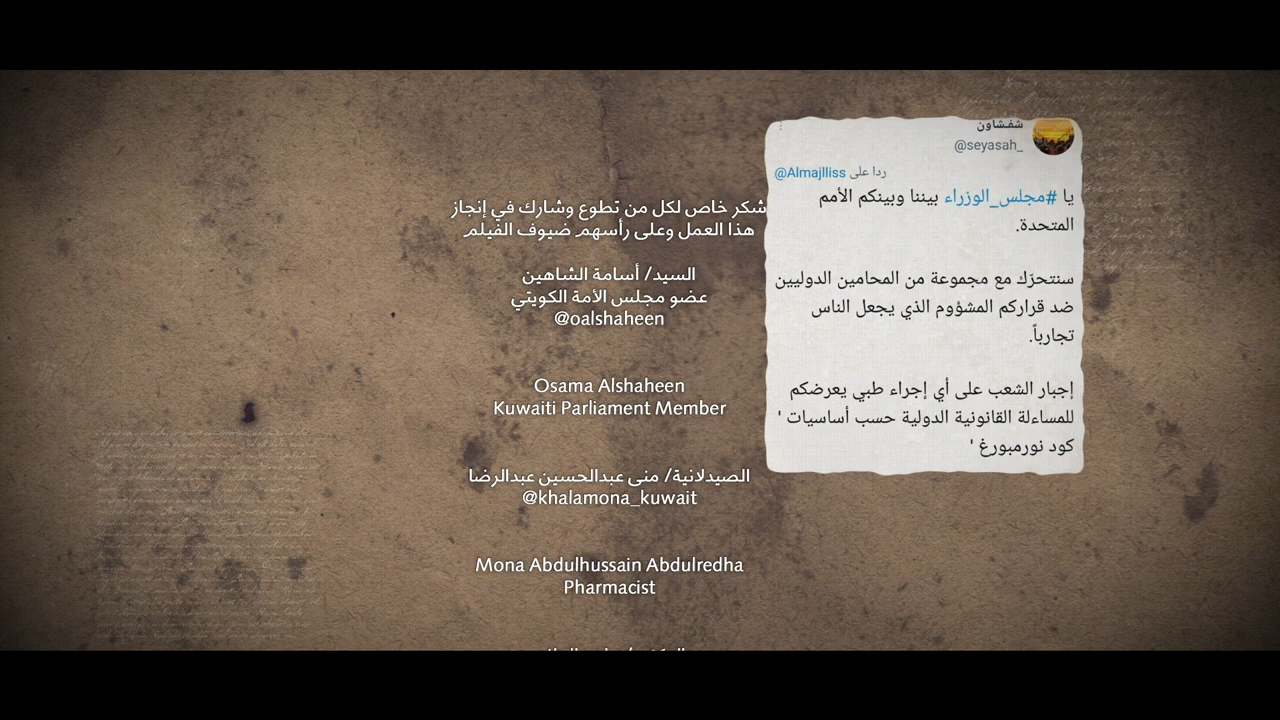 شكر خاص لكل من تطوع وشارك في إنجاز
هذا العمل وعلى رأسهم ضيوف الفيلم
السيد/ أسامة الشاهين
عضو مجلس الأمة الكويتي
@oalshaheen
Osama Alshaheen
Kuwaiti Parliament Member
الصيدلانية/ منى عبدالحسين عبدالرضا
@khalamona_kuwait
Mona Abdulhussain Abdulredha
Pharmacist
شفشاون
@seyasah_
ردا على @Almajlliss
يا #مجلس_الوزراء بيننا وبينكم الأمم
المتحدة.
سنتحرّك مع مجموعة من المحامين الدوليين
ضد قراركم المشؤوم الذي يجعل الناس
تجارباً.
إجبار الشعب على أي إجراء طبي يعرضكم
للمساءلة القانونية الدولية حسب أساسيات '
كود نورمبورغ '